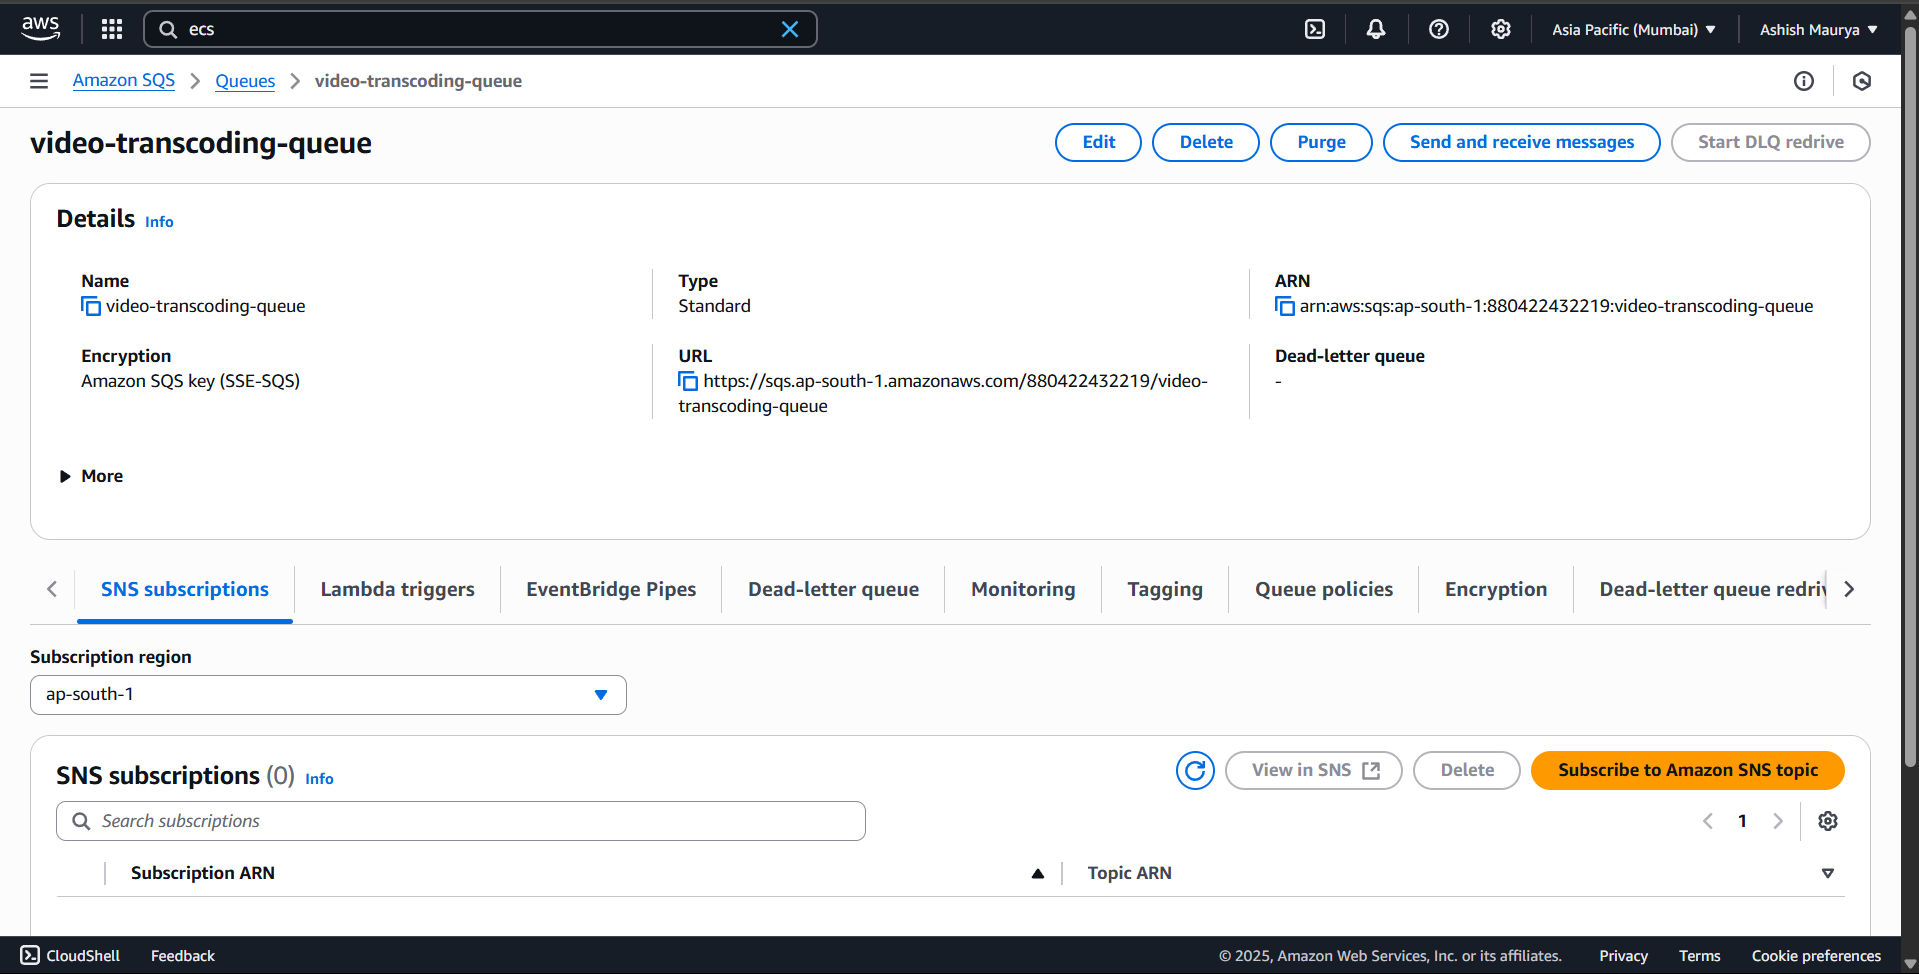 aws
ecs
Asia Pacific (Mumbai)
Ashish Maurya
Amazon SQS
Queues
video-transcoding-queue
video-transcoding-queue
Edit
Delete
Purge
Send and receive messages
Start DLQ redrive
Details Info
Name
video-transcoding-queue
Type
Standard
ARN
arn:aws:sqs:ap-south-1:880422432219:video-transcoding-queue
Encryption
Amazon SQS key (SSE-SQS)
URL
https://sqs.ap-south-1.amazonaws.com/880422432219/video-
transcoding-queue
Dead-letter queue
-
More
SNS subscriptions
Lambda triggers
EventBridge Pipes
Dead-letter queue
Monitoring
Tagging
Queue policies
Encryption
Dead-letter queue redriv
Subscription region
ap-south-1
SNS subscriptions (0) Info
View in SNS
Delete
Subscribe to Amazon SNS topic
Search subscriptions
1
Subscription ARN
Topic ARN
CloudShell
Feedback
© 2025, Amazon Web Services, Inc. or its affiliates.
Privacy
Terms
Cookie preferences